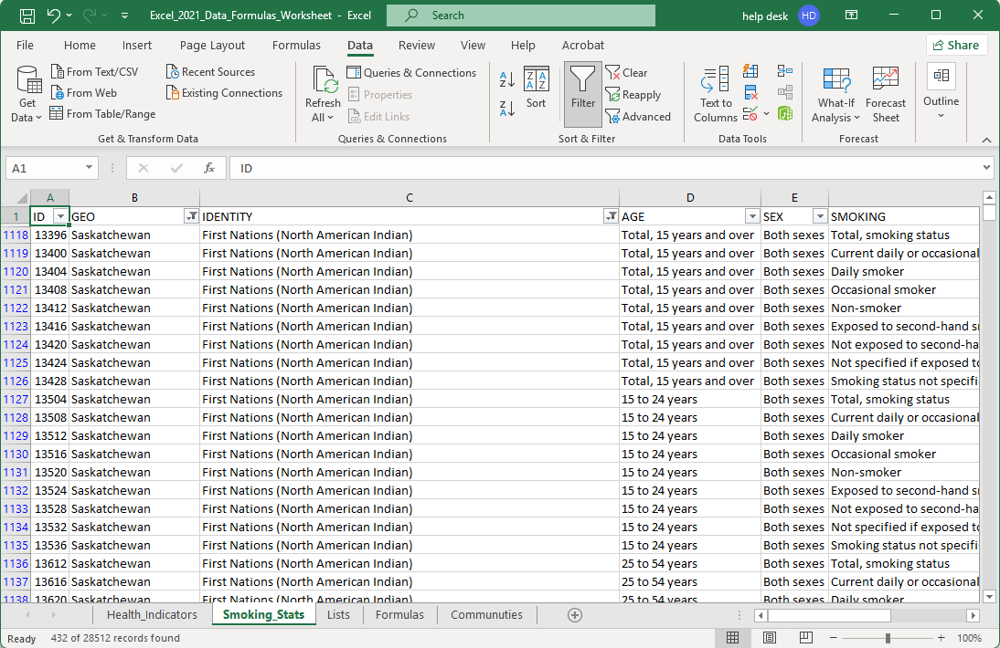 Excel_2021_Data_Formulas_Worksheet - Excel Search help desk HD
File Home Insert Page Layout Formulas Data Review View Help Acrobat Share
Get Data
From Text/CSV
From Web
From Table/Range
Recent Sources
Existing Connections
Get & Transform Data
Refresh All
Queries & Connections
Properties
Edit Links
Queries & Connections
Sort
Filter
Clear
Reapply
Advanced
Sort & Filter
Text to Columns
Data Tools
What-If Analysis
Forecast Sheet
Forecast
Outline
A1 fx ID
A B C D E
1 ID GEO IDENTITY AGE SEX SMOKING
1118 13396 Saskatchewan First Nations (North American Indian) Total, 15 years and over Both sexes Total, smoking status
1119 13400 Saskatchewan First Nations (North American Indian) Total, 15 years and over Both sexes Current daily or occasional
1120 13404 Saskatchewan First Nations (North American Indian) Total, 15 years and over Both sexes Daily smoker
1121 13408 Saskatchewan First Nations (North American Indian) Total, 15 years and over Both sexes Occasional smoker
1122 13412 Saskatchewan First Nations (North American Indian) Total, 15 years and over Both sexes Non-smoker
1123 13416 Saskatchewan First Nations (North American Indian) Total, 15 years and over Both sexes Exposed to second-hand
1124 13420 Saskatchewan First Nations (North American Indian) Total, 15 years and over Both sexes Not exposed to second-ha
1125 13424 Saskatchewan First Nations (North American Indian) Total, 15 years and over Both sexes Not specified if exposed to
1126 13428 Saskatchewan First Nations (North American Indian) Total, 15 years and over Both sexes Smoking status not specifi
1127 13504 Saskatchewan First Nations (North American Indian) 15 to 24 years Both sexes Total, smoking status
1128 13508 Saskatchewan First Nations (North American Indian) 15 to 24 years Both sexes Current daily or occasional
1129 13512 Saskatchewan First Nations (North American Indian) 15 to 24 years Both sexes Daily smoker
1130 13516 Saskatchewan First Nations (North American Indian) 15 to 24 years Both sexes Occasional smoker
1131 13520 Saskatchewan First Nations (North American Indian) 15 to 24 years Both sexes Non-smoker
1132 13524 Saskatchewan First Nations (North American Indian) 15 to 24 years Both sexes Exposed to second-hand
1133 13528 Saskatchewan First Nations (North American Indian) 15 to 24 years Both sexes Not exposed to second-ha
1134 13532 Saskatchewan First Nations (North American Indian) 15 to 24 years Both sexes Not specified if exposed to
1135 13536 Saskatchewan First Nations (North American Indian) 15 to 24 years Both sexes Smoking status not specifi
1136 13612 Saskatchewan First Nations (North American Indian) 25 to 54 years Both sexes Total, smoking status
1137 13616 Saskatchewan First Nations (North American Indian) 25 to 54 years Both sexes Current daily or occasional
1138 13620 Saskatchewan First Nations (North American Indian) 25 to 54 years Both sexes Daily smoker
Health_Indicators Smoking_Stats Lists Formulas Communuties
Ready 432 of 28512 records found 100%